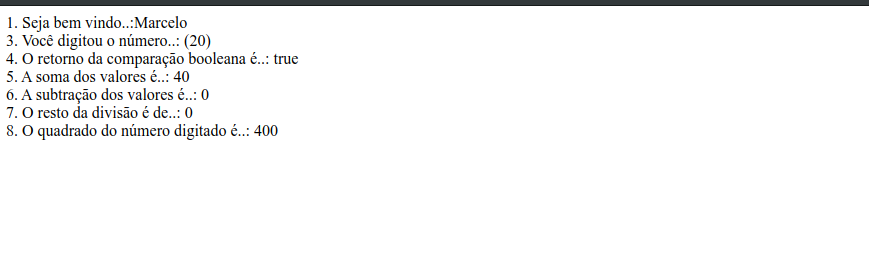 1. Seja bem vindo..:Marcelo
3. Você digitou o número..: (20)
4. O retorno da comparação booleana é..: true
5. A soma dos valores é..: 40
6. A subtração dos valores é..: 0
7. O resto da divisão é de..: 0
8. O quadrado do número digitado é..: 400